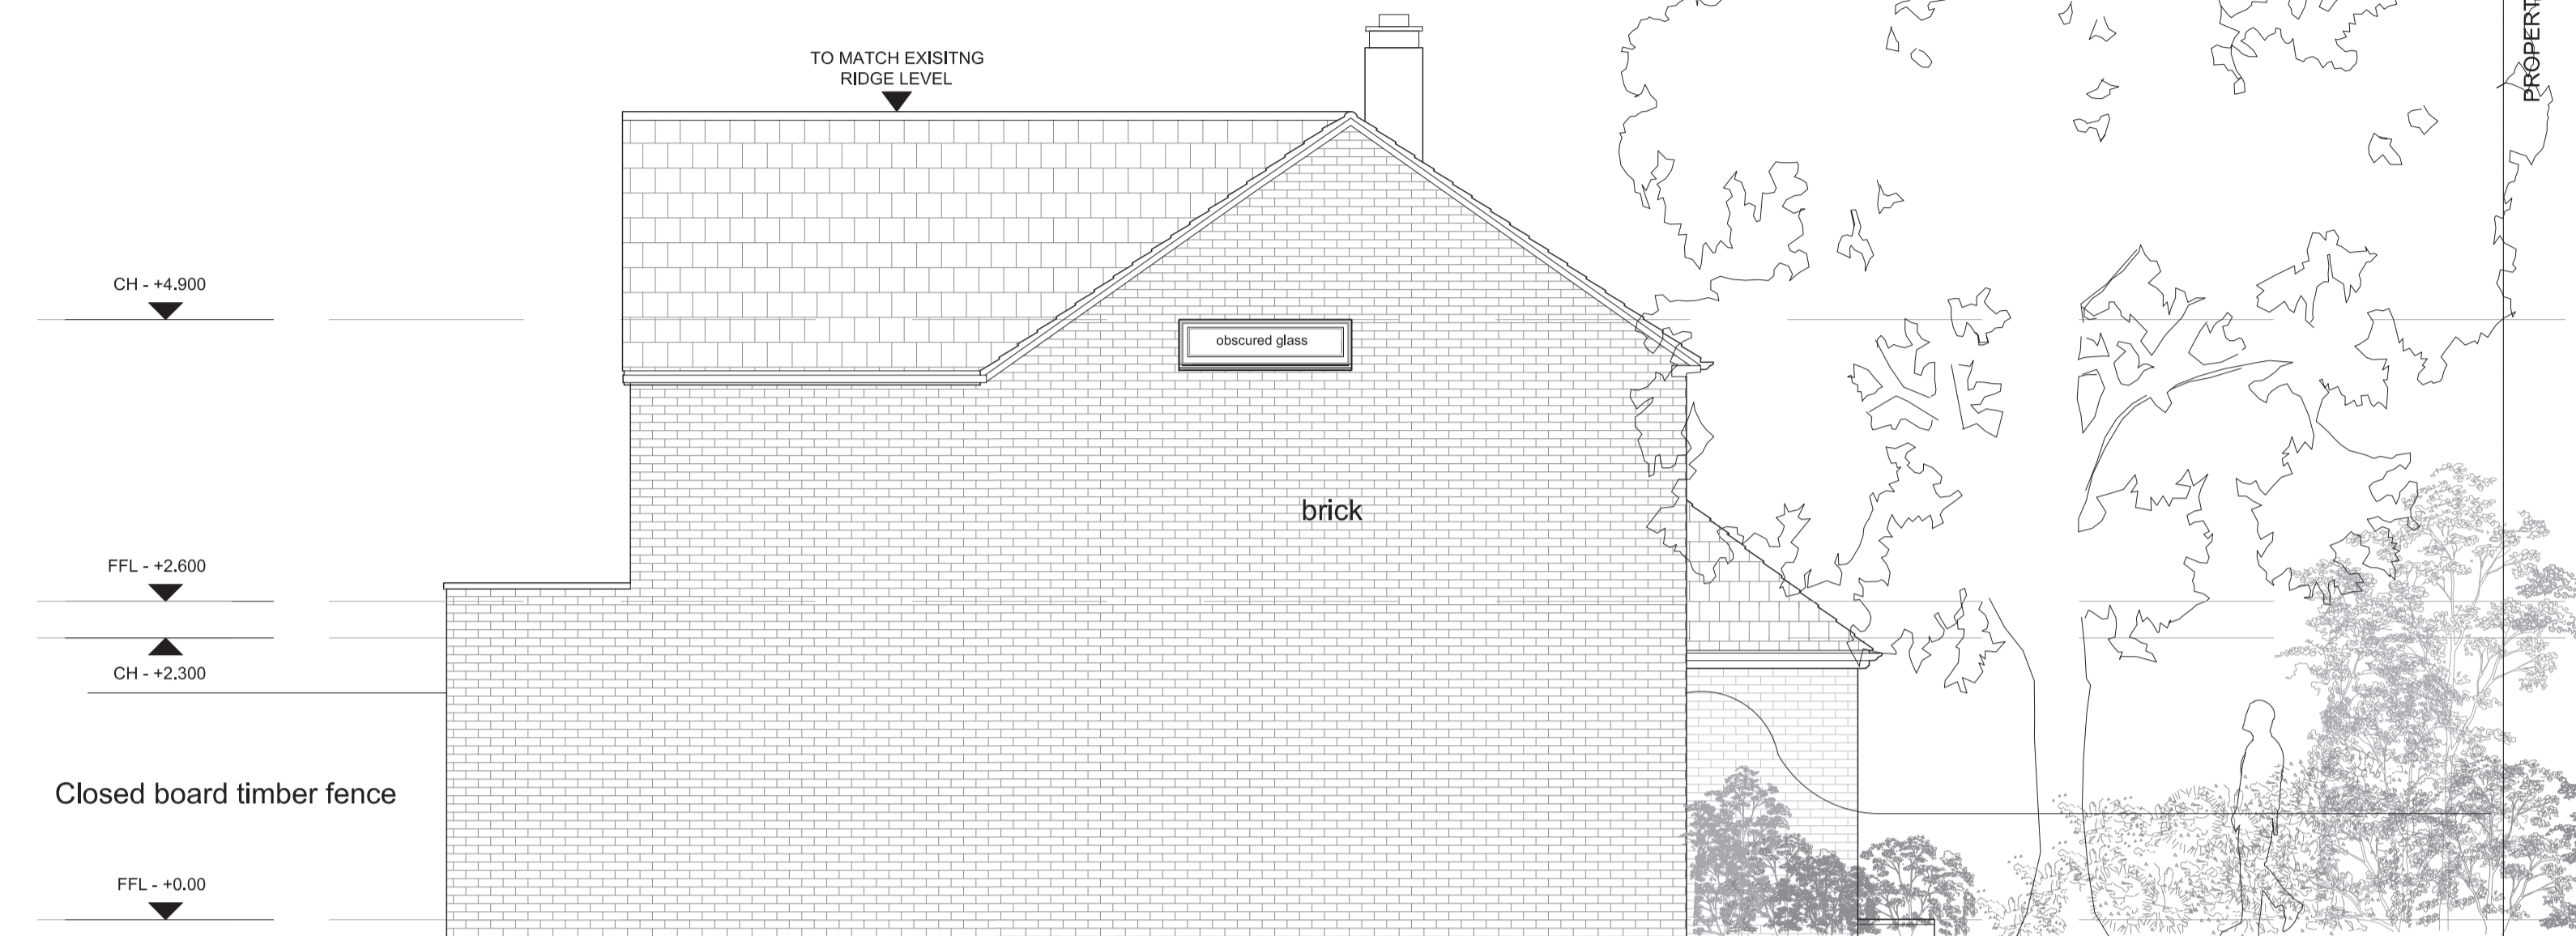 TO MATCH EXISITNG
RIDGE LEVEL
PROPERT
CH - +4.900
obscured glass
brick
FFL - +2.600
CH - +2.300
Closed board timber fence
FFL - +0.00